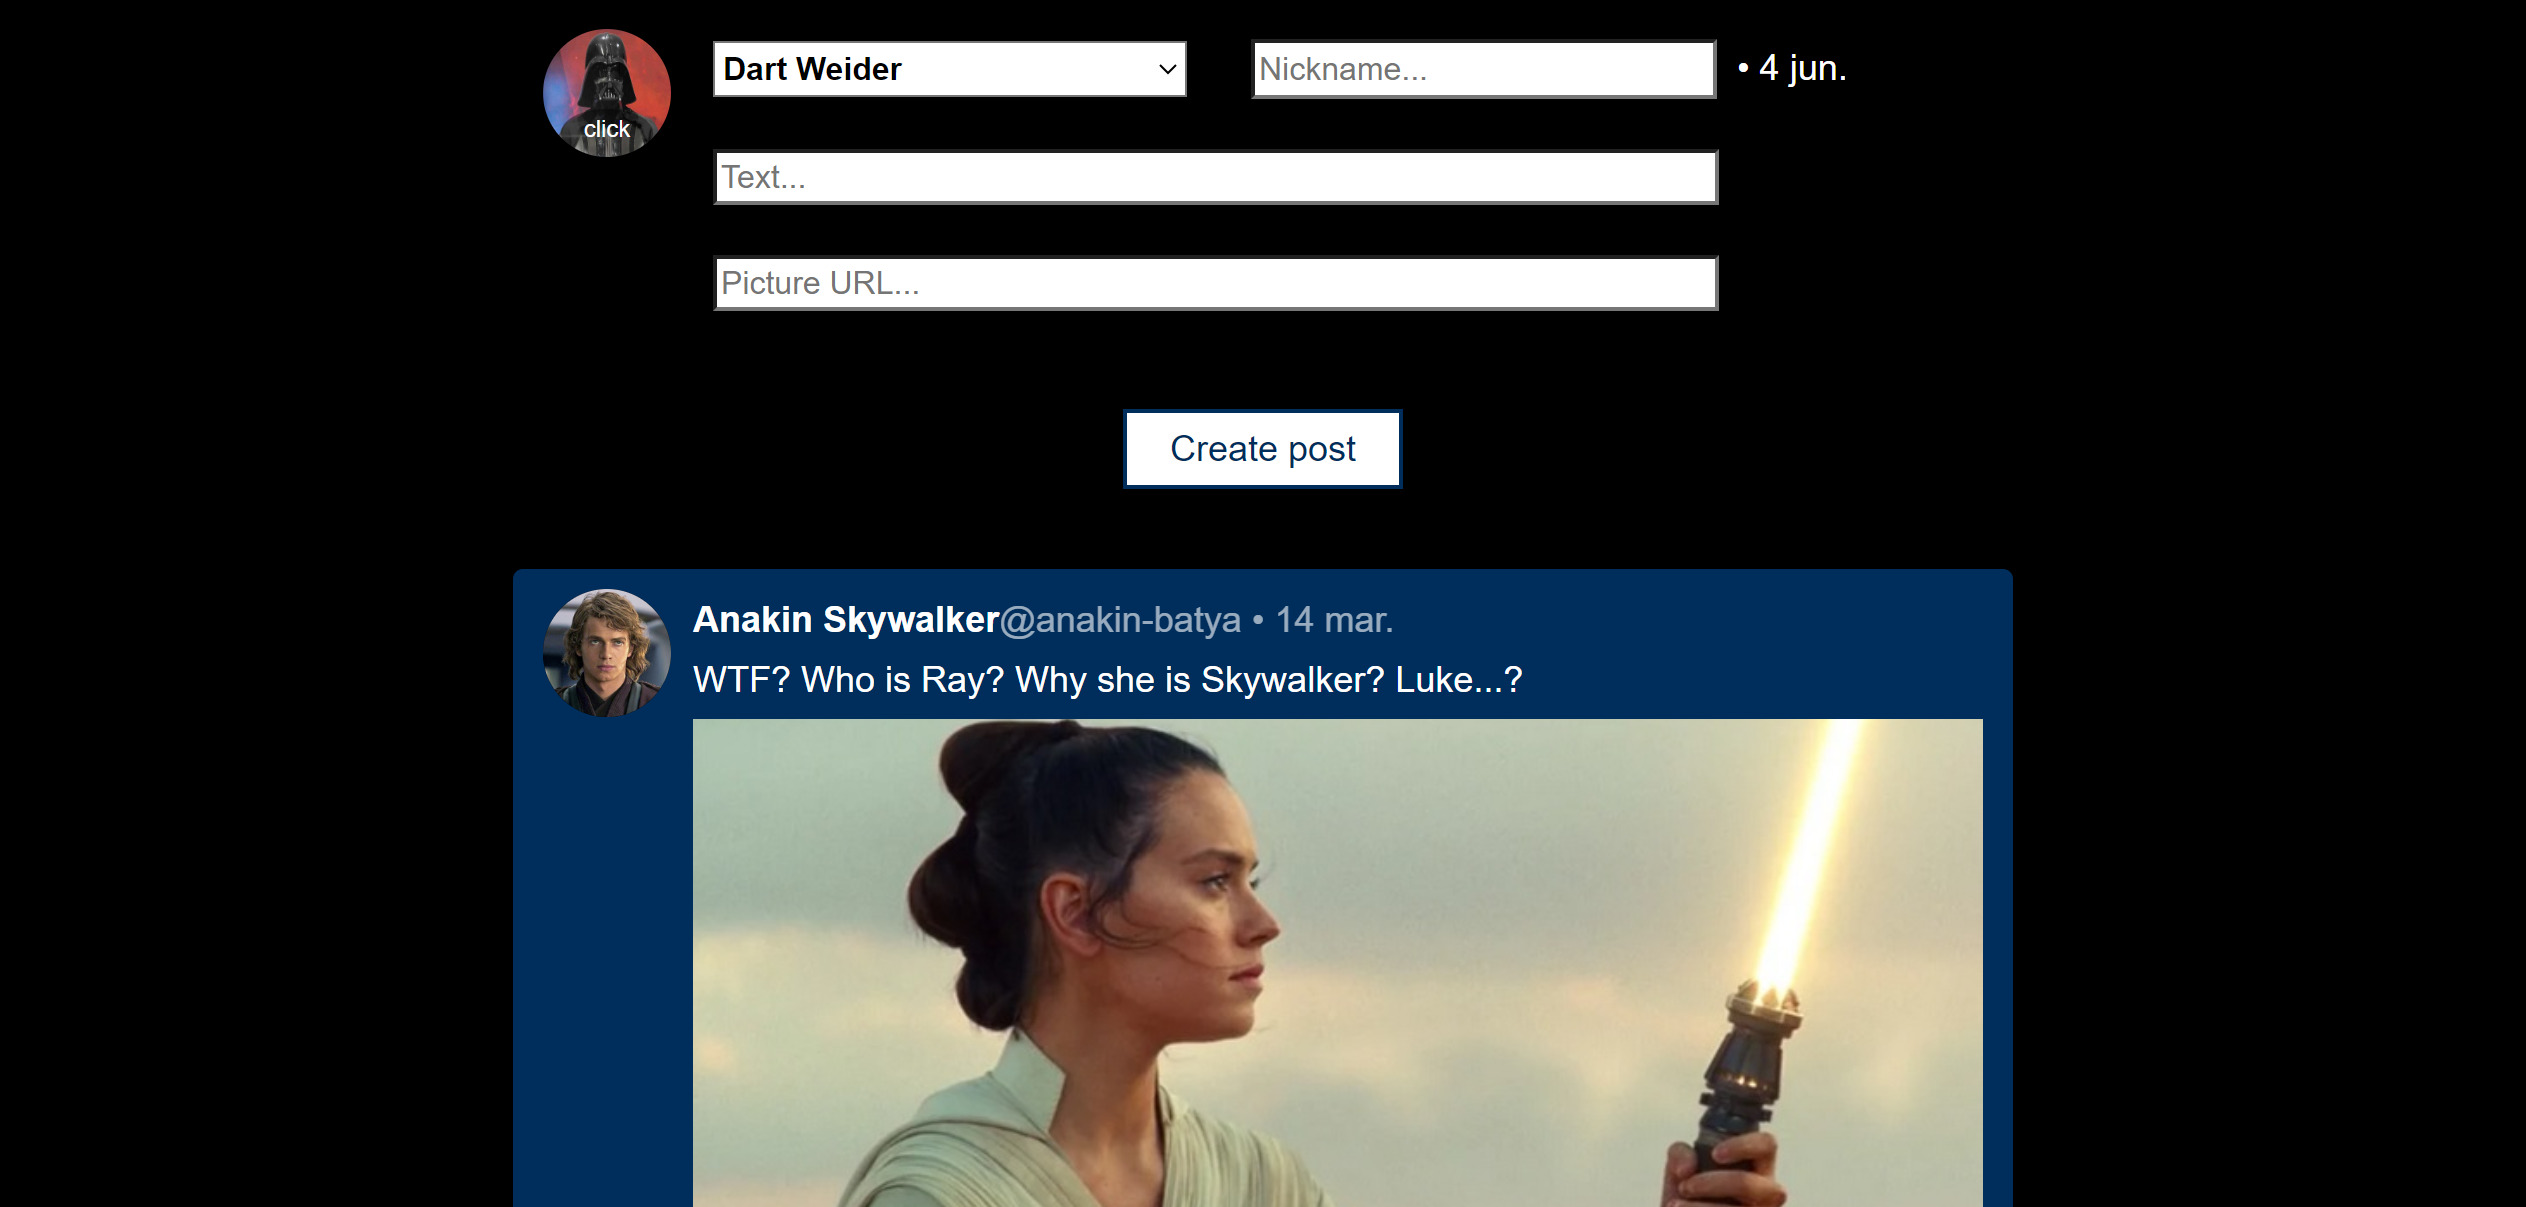 click
Dart Weider
Nickname...
• 4 jun.
Text...
Picture URL...
Create post
Anakin Skywalker@anakin-batya • 14 mar.
WTF? Who is Ray? Why she is Skywalker? Luke...?